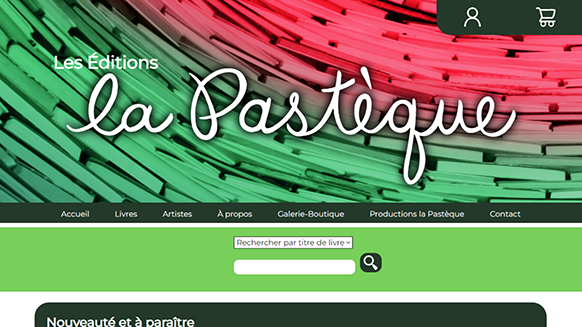 Les Éditions
la Pastèque
Accueil Livres Artistes À propos Galerie-Boutique Productions la Pastèque Contact
Rechercher par titre de livre
Nouveauté et à paraître